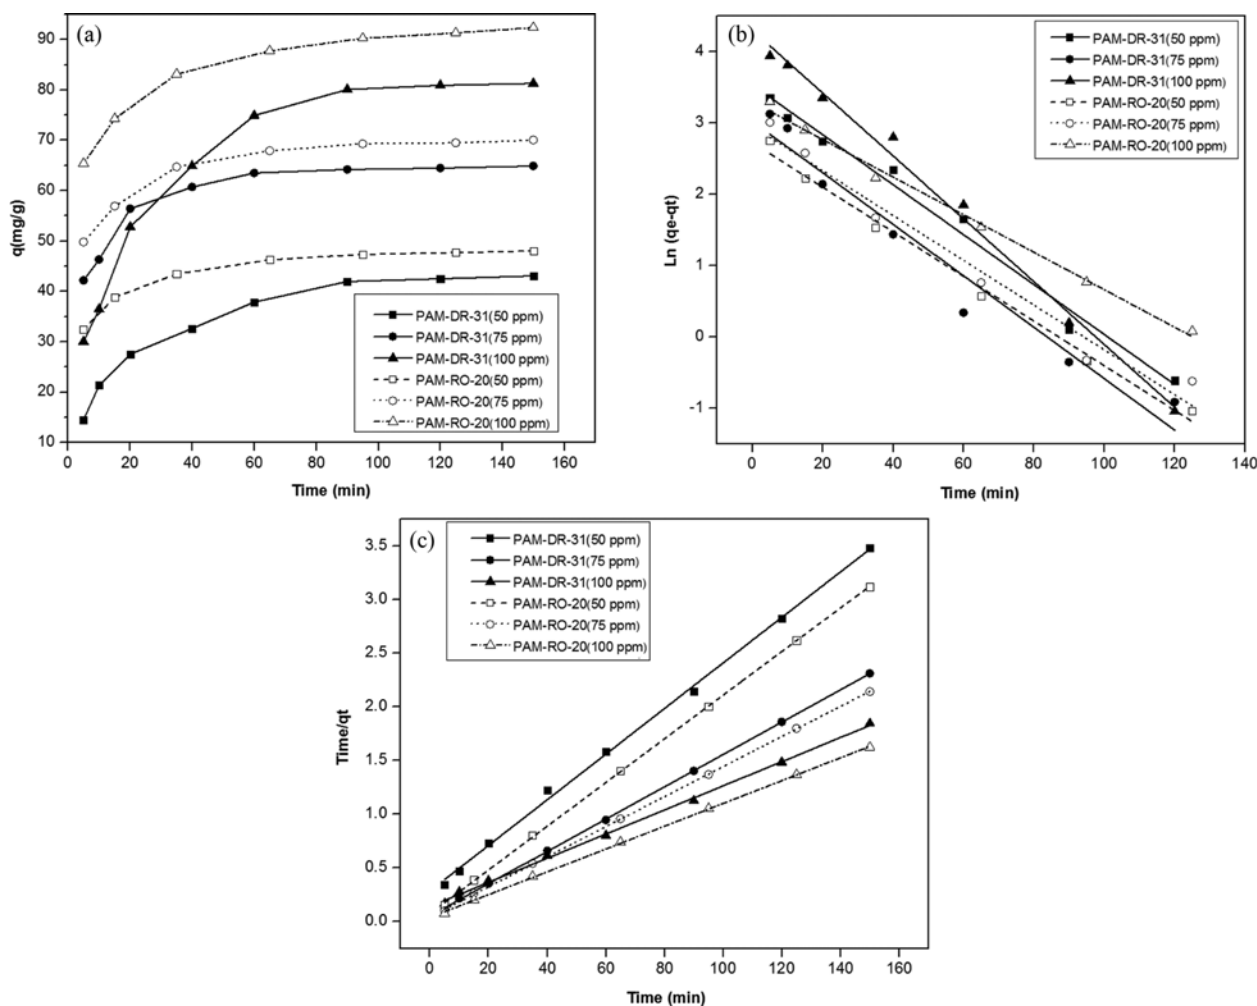 (a)
90
80
70
60
50
40
30
20
10
q(mg/g)
PAM-DR-31(50 ppm)
PAM-DR-31(75 ppm)
PAM-DR-31(100 ppm)
PAM-RO-20(50 ppm)
PAM-RO-20(75 ppm)
PAM-RO-20(100 ppm)
0 20 40 60 80 100 120 140 160
Time (min)
(b)
4
3
2
1
0
-1
Ln (qe-qt)
PAM-DR-31(50 ppm)
PAM-DR-31(75 ppm)
PAM-DR-31(100 ppm)
PAM-RO-20(50 ppm)
PAM-RO-20(75 ppm)
PAM-RO-20(100 ppm)
0 20 40 60 80 100 120 140
Time (min)
(c)
3.5
3.0
2.5
2.0
1.5
1.0
0.5
0.0
Time/qt
PAM-DR-31(50 ppm)
PAM-DR-31(75 ppm)
PAM-DR-31(100 ppm)
PAM-RO-20(50 ppm)
PAM-RO-20(75 ppm)
PAM-RO-20(100 ppm)
0 20 40 60 80 100 120 140 160
Time (min)